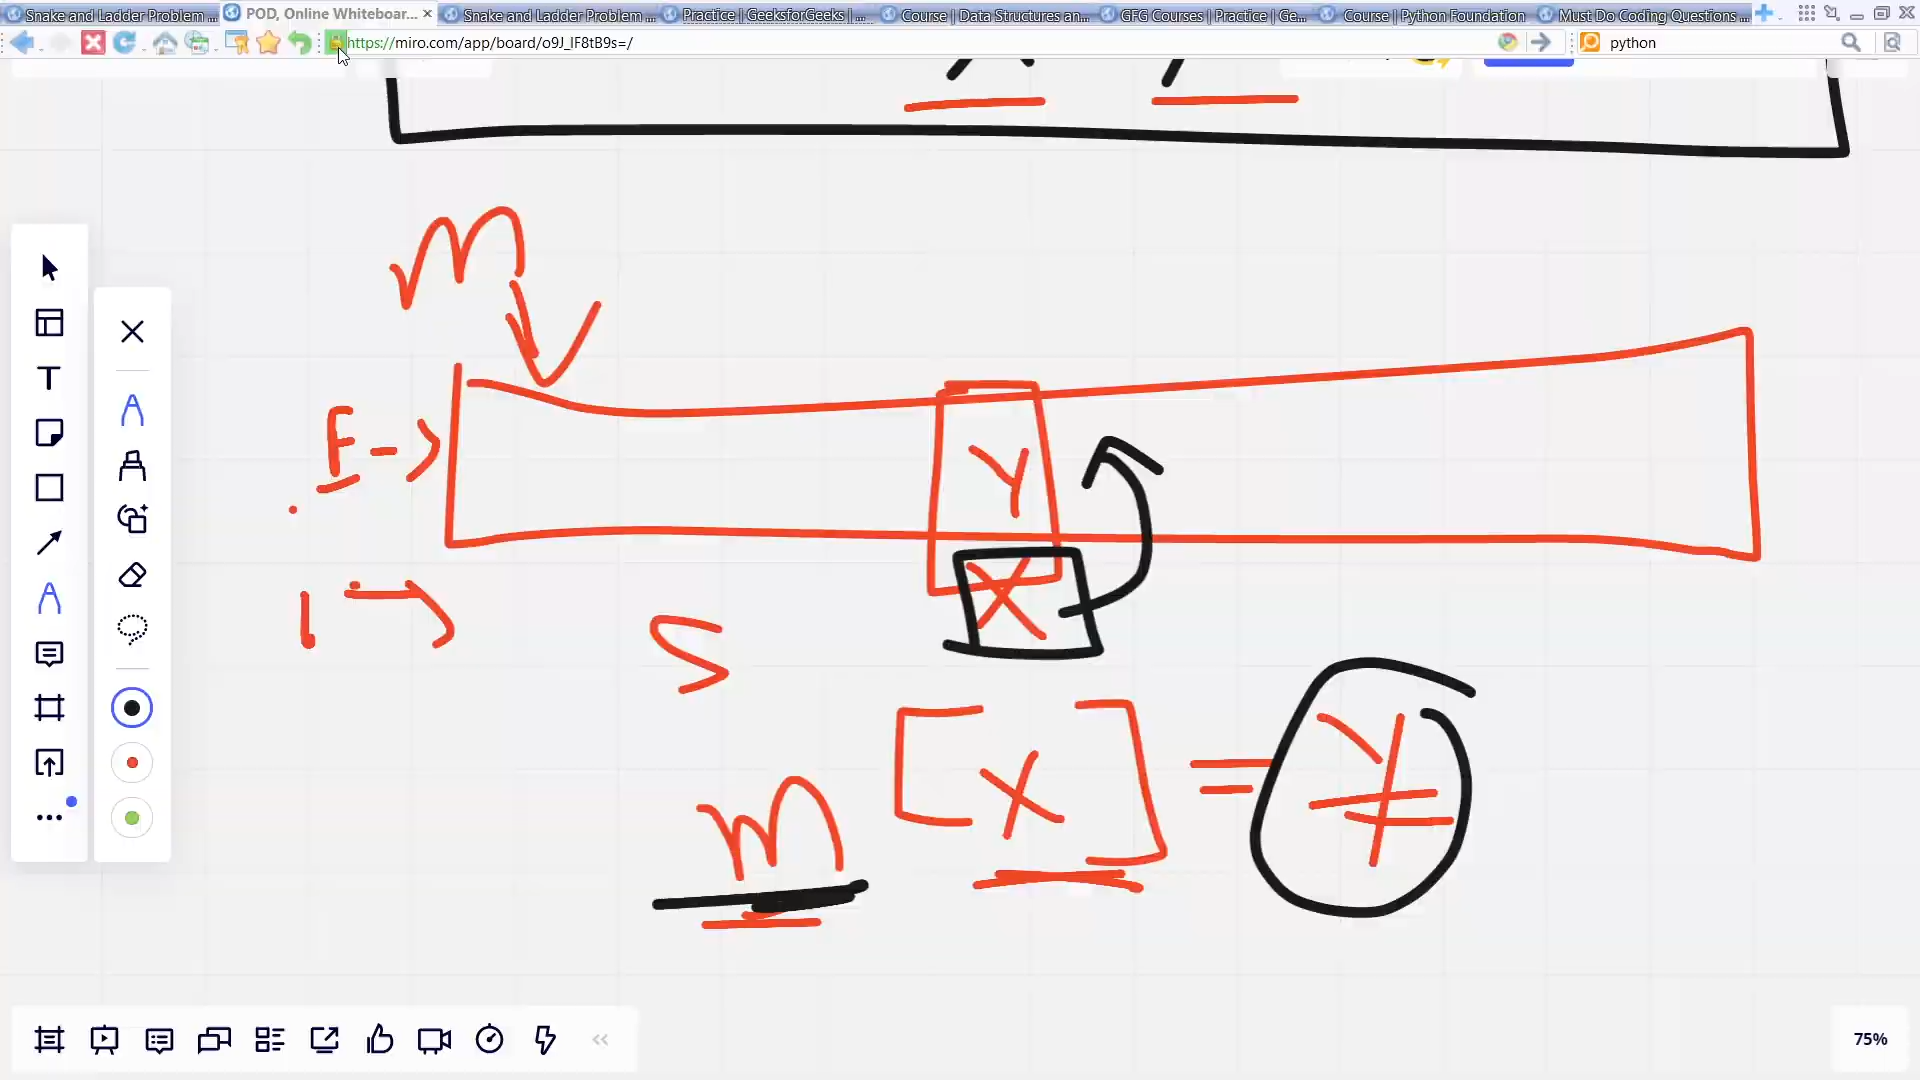 Snake and Ladder Problem ... POD, Online Whiteboar... Snake and Ladder Problem ... Practice | GeeksforGeeks | ... Course | Data Structures an... GFG Courses | Practice | Ge... Course | Python Foundation Must Do Coding Questions ...
https://miro.com/app/board/o9J_lF8tB9s=/ python
m
F ->
Y
1 ->
X
S
m [X] = Y
T
75%